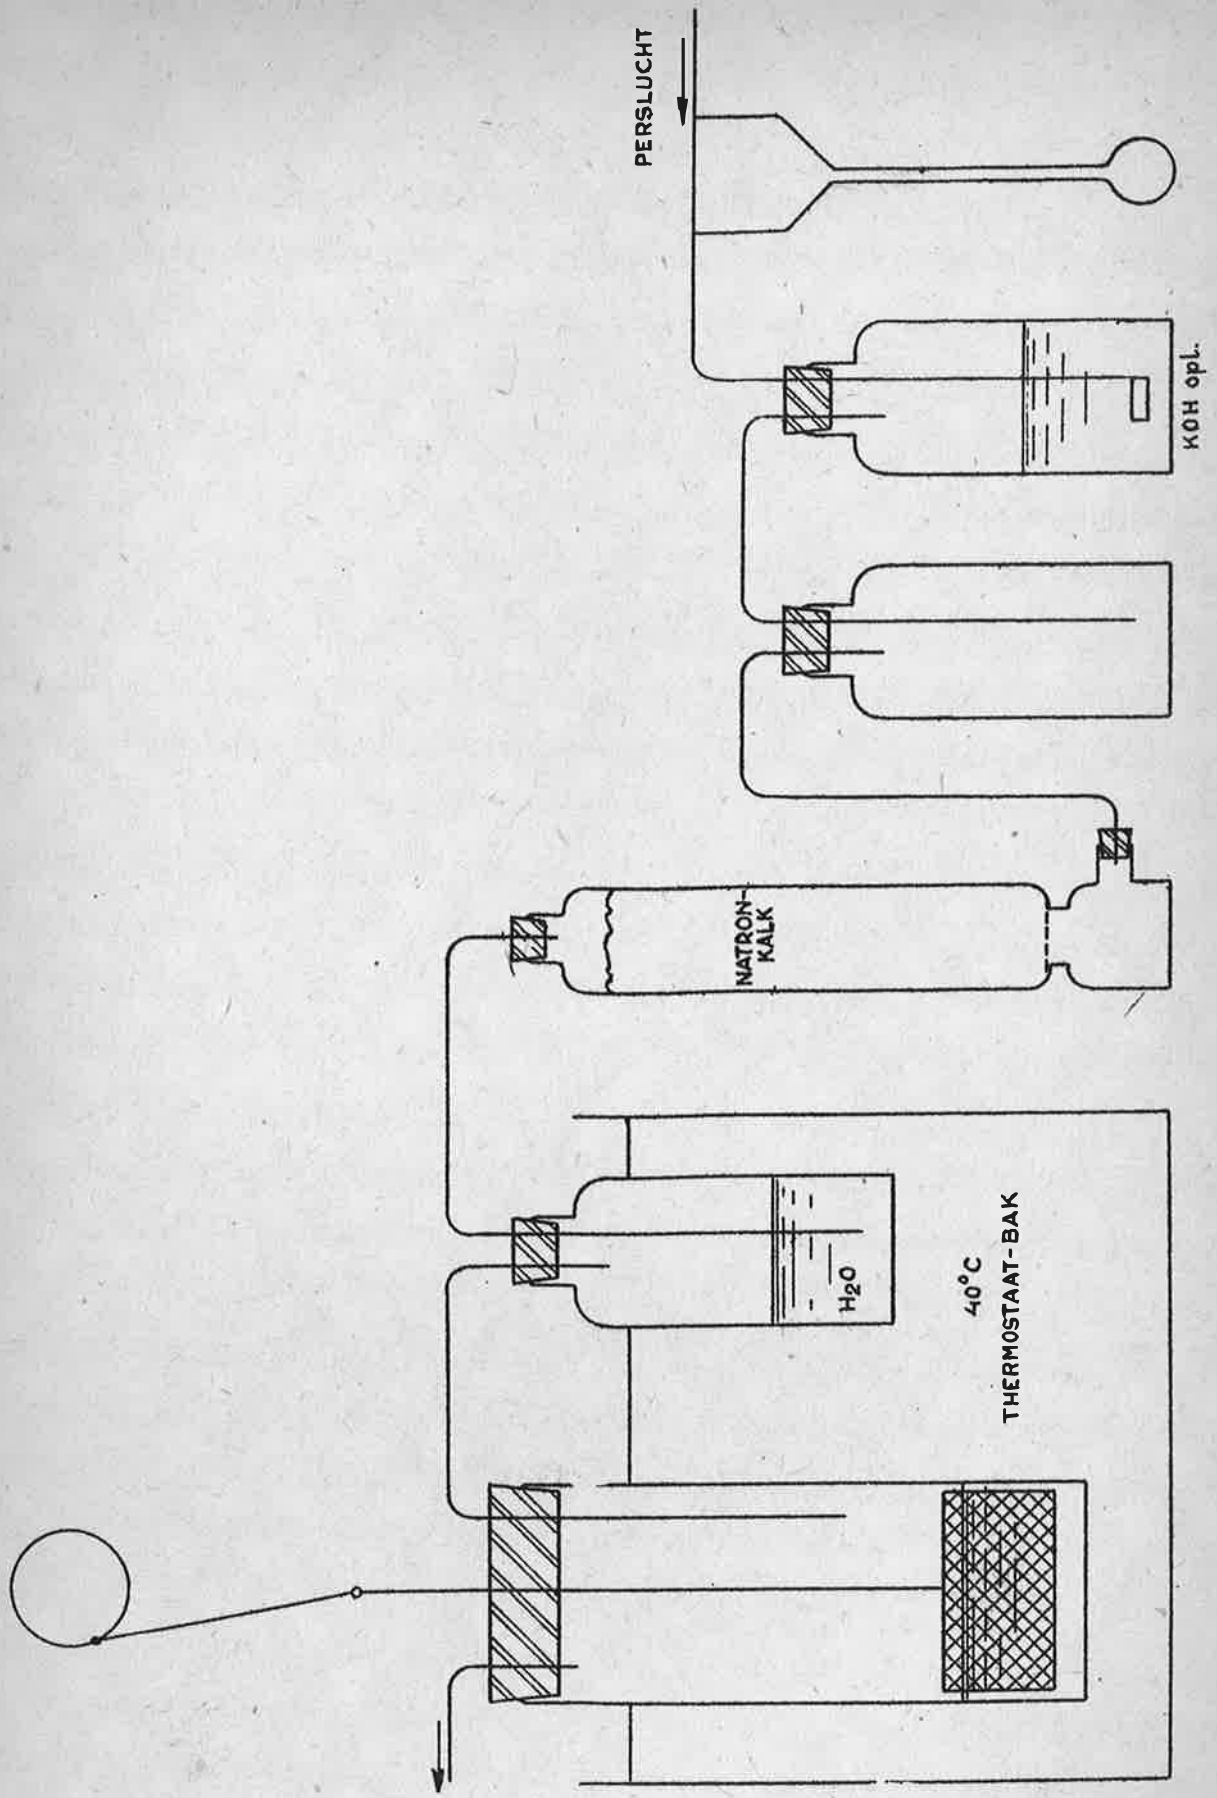 PERSLUCHT
KOH opl.
NATRON-
KALK
H₂O
40°C
THERMOSTAAT-BAK